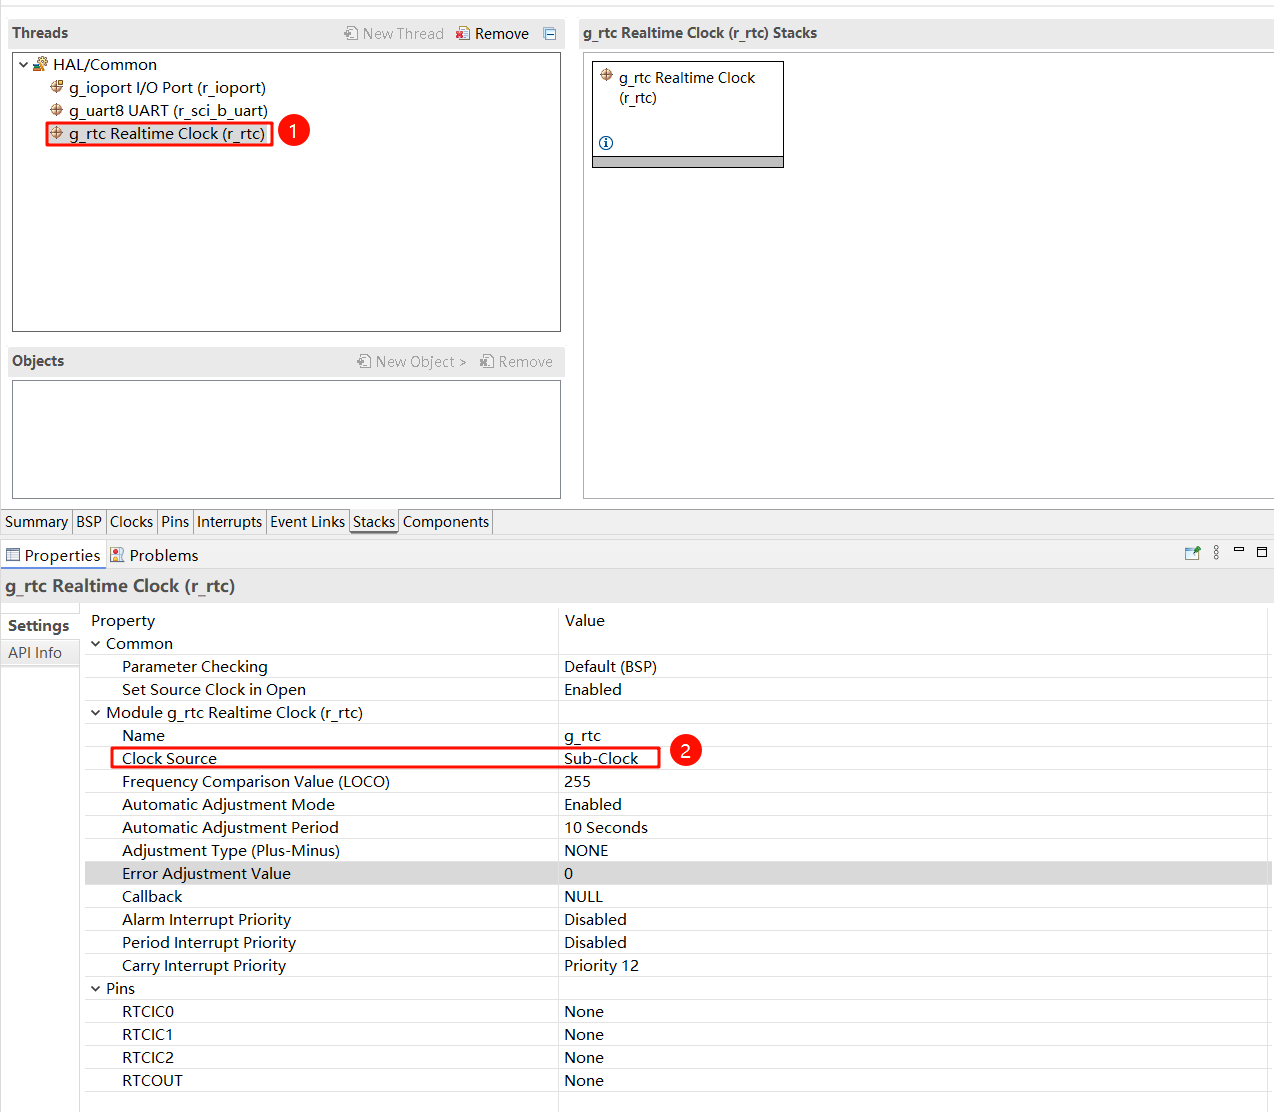 Threads
New Thread
Remove
HAL/Common
g_ioport I/O Port (r_ioport)
g_uart8 UART (r_sci_b_uart)
g_rtc Realtime Clock (r_rtc)
1
Objects
New Object >
Remove
g_rtc Realtime Clock (r_rtc) Stacks
g_rtc Realtime Clock
(r_rtc)
Summary BSP Clocks Pins Interrupts Event Links Stacks Components
Properties Problems
g_rtc Realtime Clock (r_rtc)
Settings
API Info
Property Value
Common
Parameter Checking Default (BSP)
Set Source Clock in Open Enabled
Module g_rtc Realtime Clock (r_rtc)
Name g_rtc
Clock Source Sub-Clock
2
Frequency Comparison Value (LOCO) 255
Automatic Adjustment Mode Enabled
Automatic Adjustment Period 10 Seconds
Adjustment Type (Plus-Minus) NONE
Error Adjustment Value 0
Callback NULL
Alarm Interrupt Priority Disabled
Period Interrupt Priority Disabled
Carry Interrupt Priority Priority 12
Pins
RTCIC0 None
RTCIC1 None
RTCIC2 None
RTCOUT None